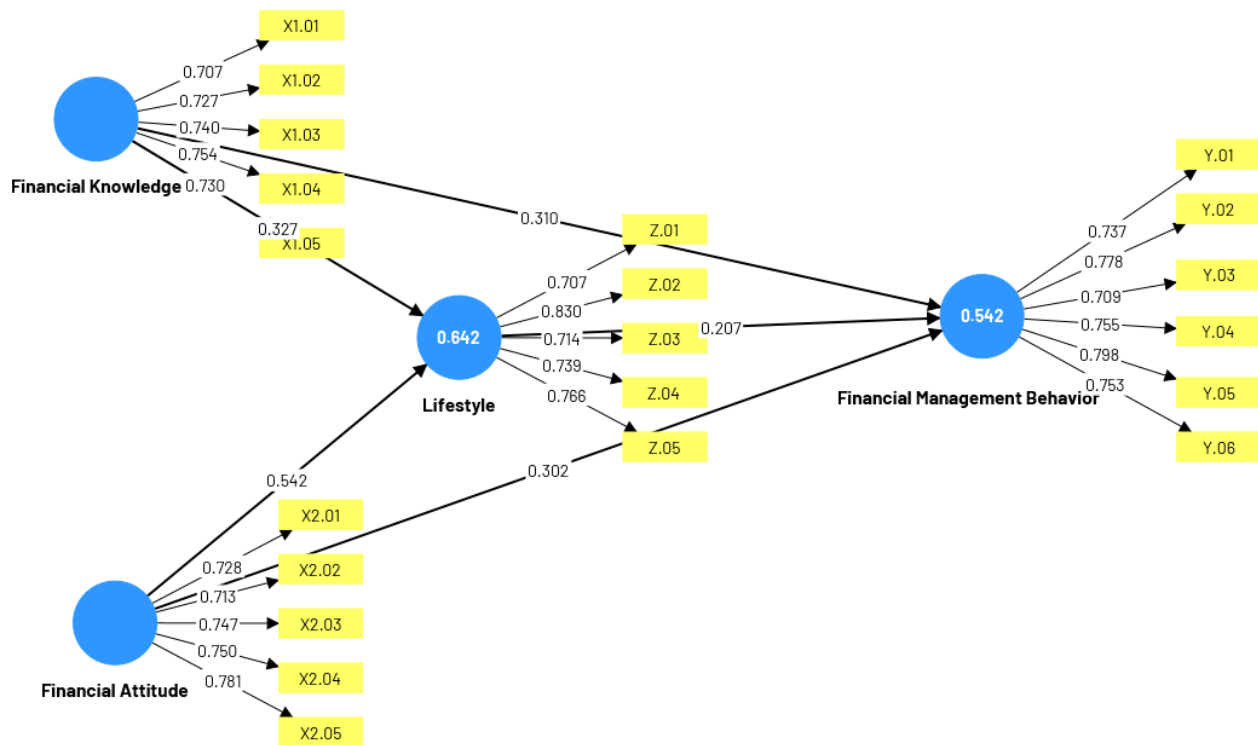 X1.01
0.707
X1.02
0.727
X1.03
0.740
0.754
X1.04
Financial Knowledge
0.730
0.327
X1.05
0.310
Z.01
0.707
Z.02
0.830
0.642
Z.03
0.714
0.207
0.739
Z.04
Lifestyle
0.766
Z.05
Y.01
0.737
Y.02
0.778
Y.03
0.709
0.542
Y.04
0.755
0.798
Y.05
0.753
Financial Management Behavior
Y.06
0.542
0.302
X2.01
0.728
X2.02
0.713
X2.03
0.747
0.750
X2.04
0.781
Financial Attitude
X2.05